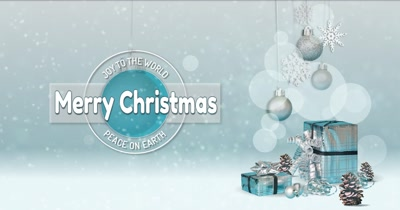 JOY TO THE WORLD
Merry Christmas
PEACE ON EARTH